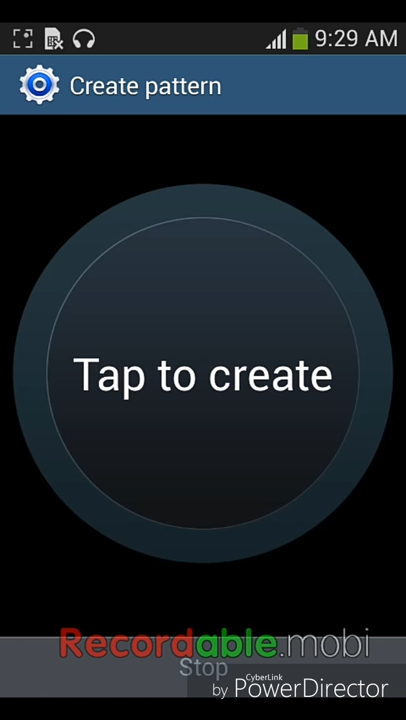 9:29 AM
Create pattern
Tap to create
Recordable.mobi
Stop
CyberLink
by PowerDirector